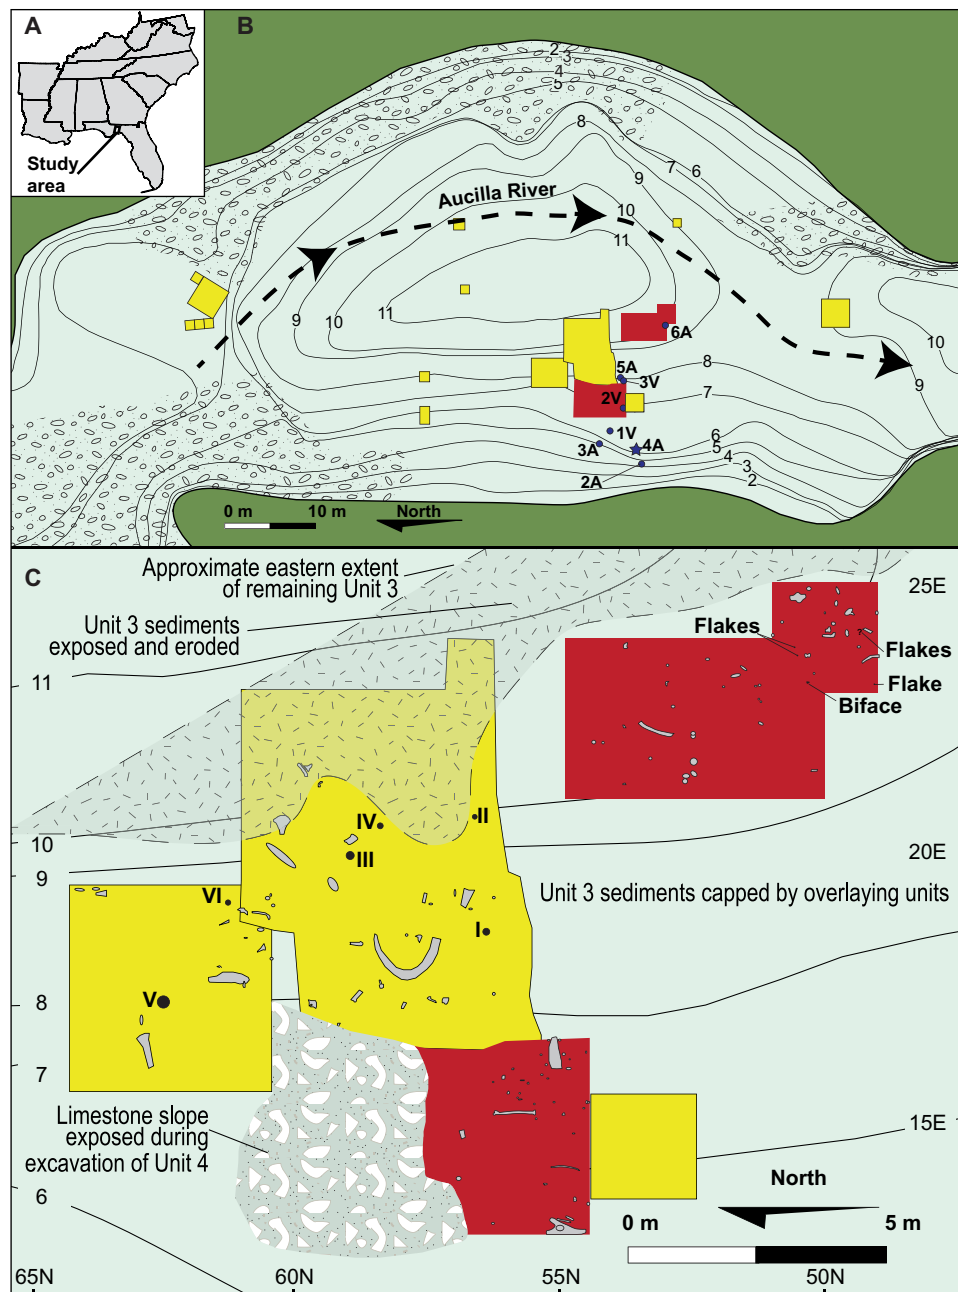 A
B
Study
area
2
3
4
5
8
7
6
9
10
11
Aucilla River
9
10
11
10
9
6A
5A
3V
8
2V
7
1V
6
5
4
3
2
3A
4A
2A
0 m 10 m
North
C
Approximate eastern extent
of remaining Unit 3
Unit 3 sediments
exposed and eroded
25E
Flakes
Flakes
Flake
Biface
11
IV
II
III
10
20E
9
VI
Unit 3 sediments capped by overlaying units
I
V
8
7
Limestone slope
exposed during
excavation of Unit 4
15E
North
6
0 m 5 m
65N 60N 55N 50N